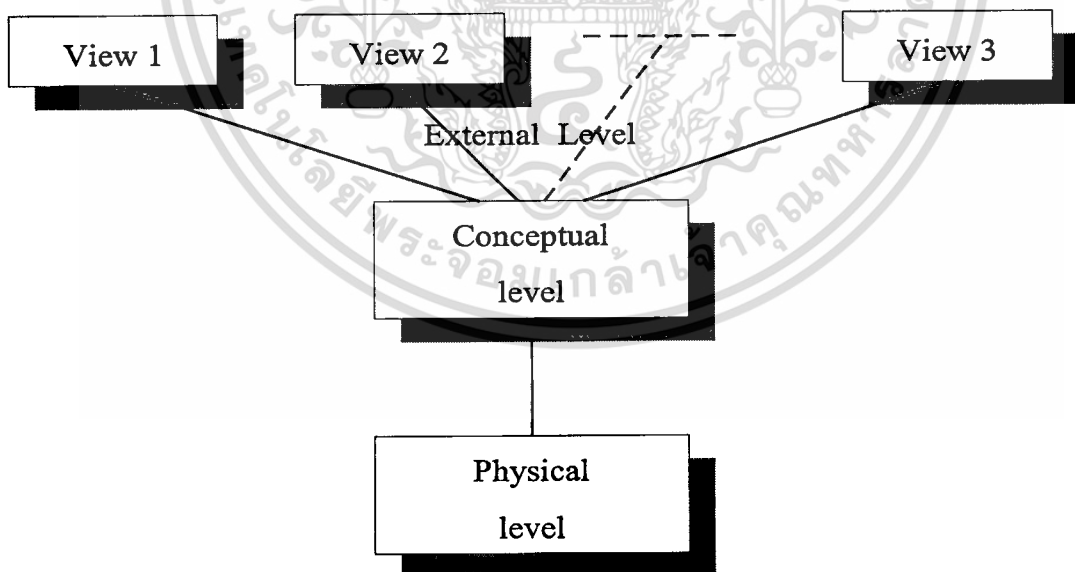 View 1
View 2
View 3
External Level
Conceptual
level
Physical
level